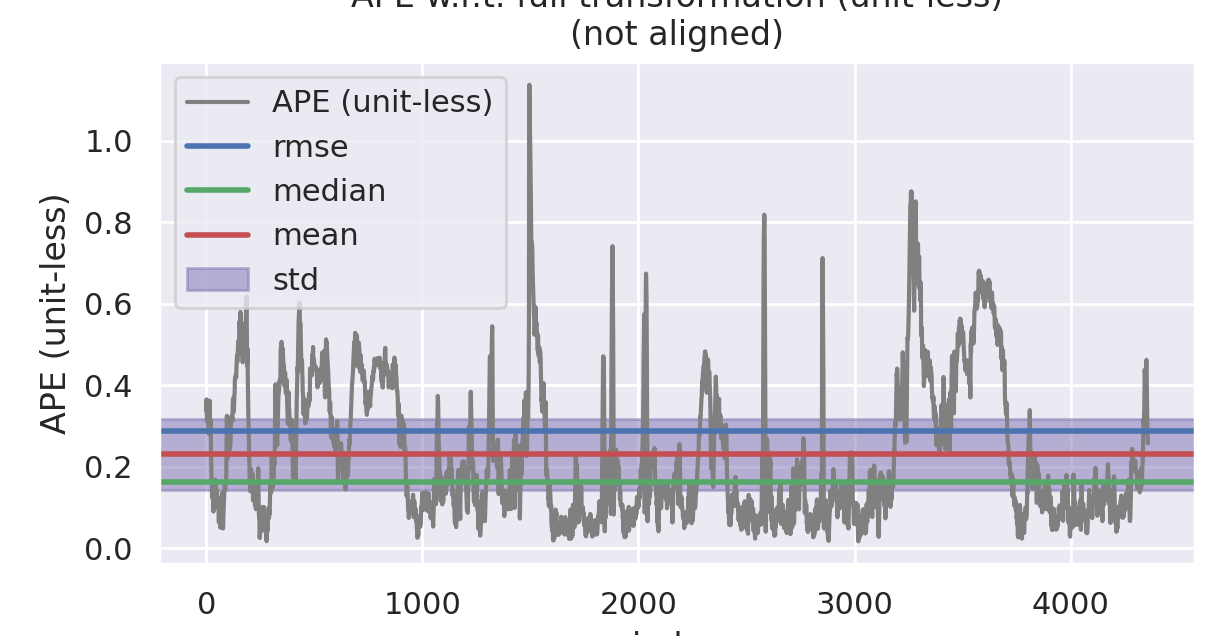 APE w.r.t. full transformation (unit-less)
(not aligned)
APE (unit-less)
rmse
median
mean
std
APE (unit-less)
1.0
0.8
0.6
0.4
0.2
0.0
0 1000 2000 3000 4000